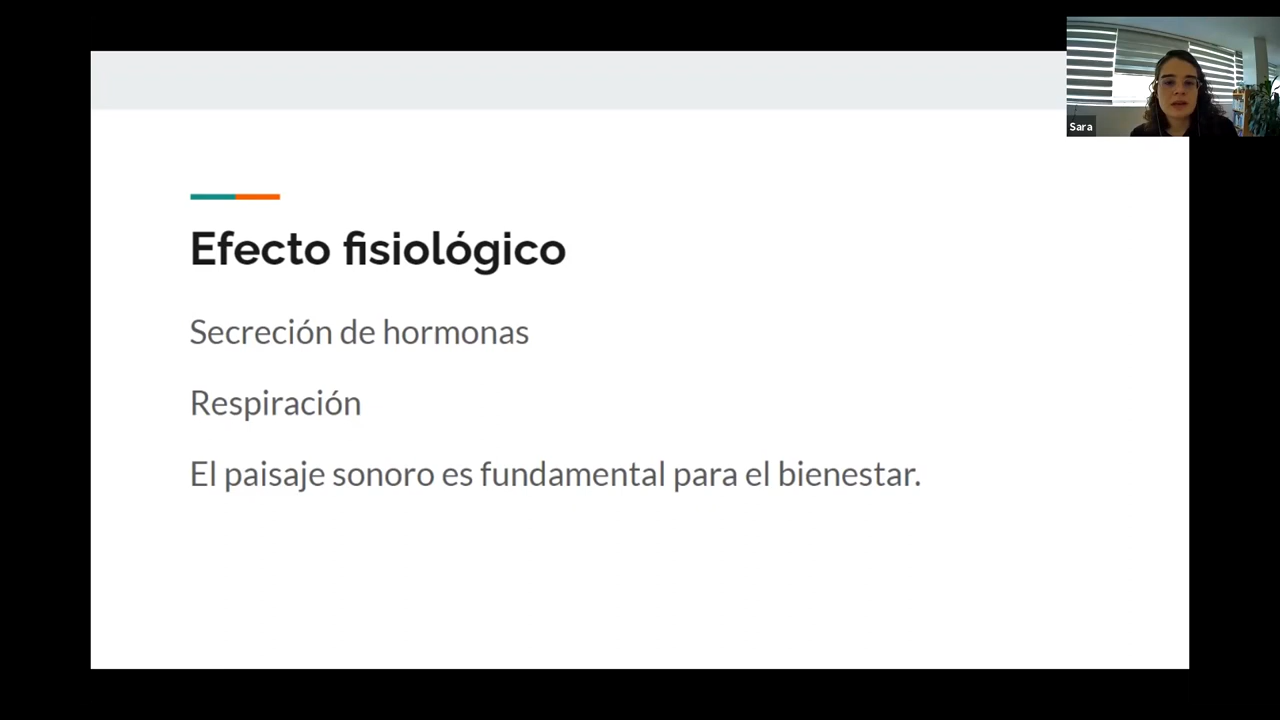 Sara
Efecto fisiológico
Secreción de hormonas
Respiración
El paisaje sonoro es fundamental para el bienestar.